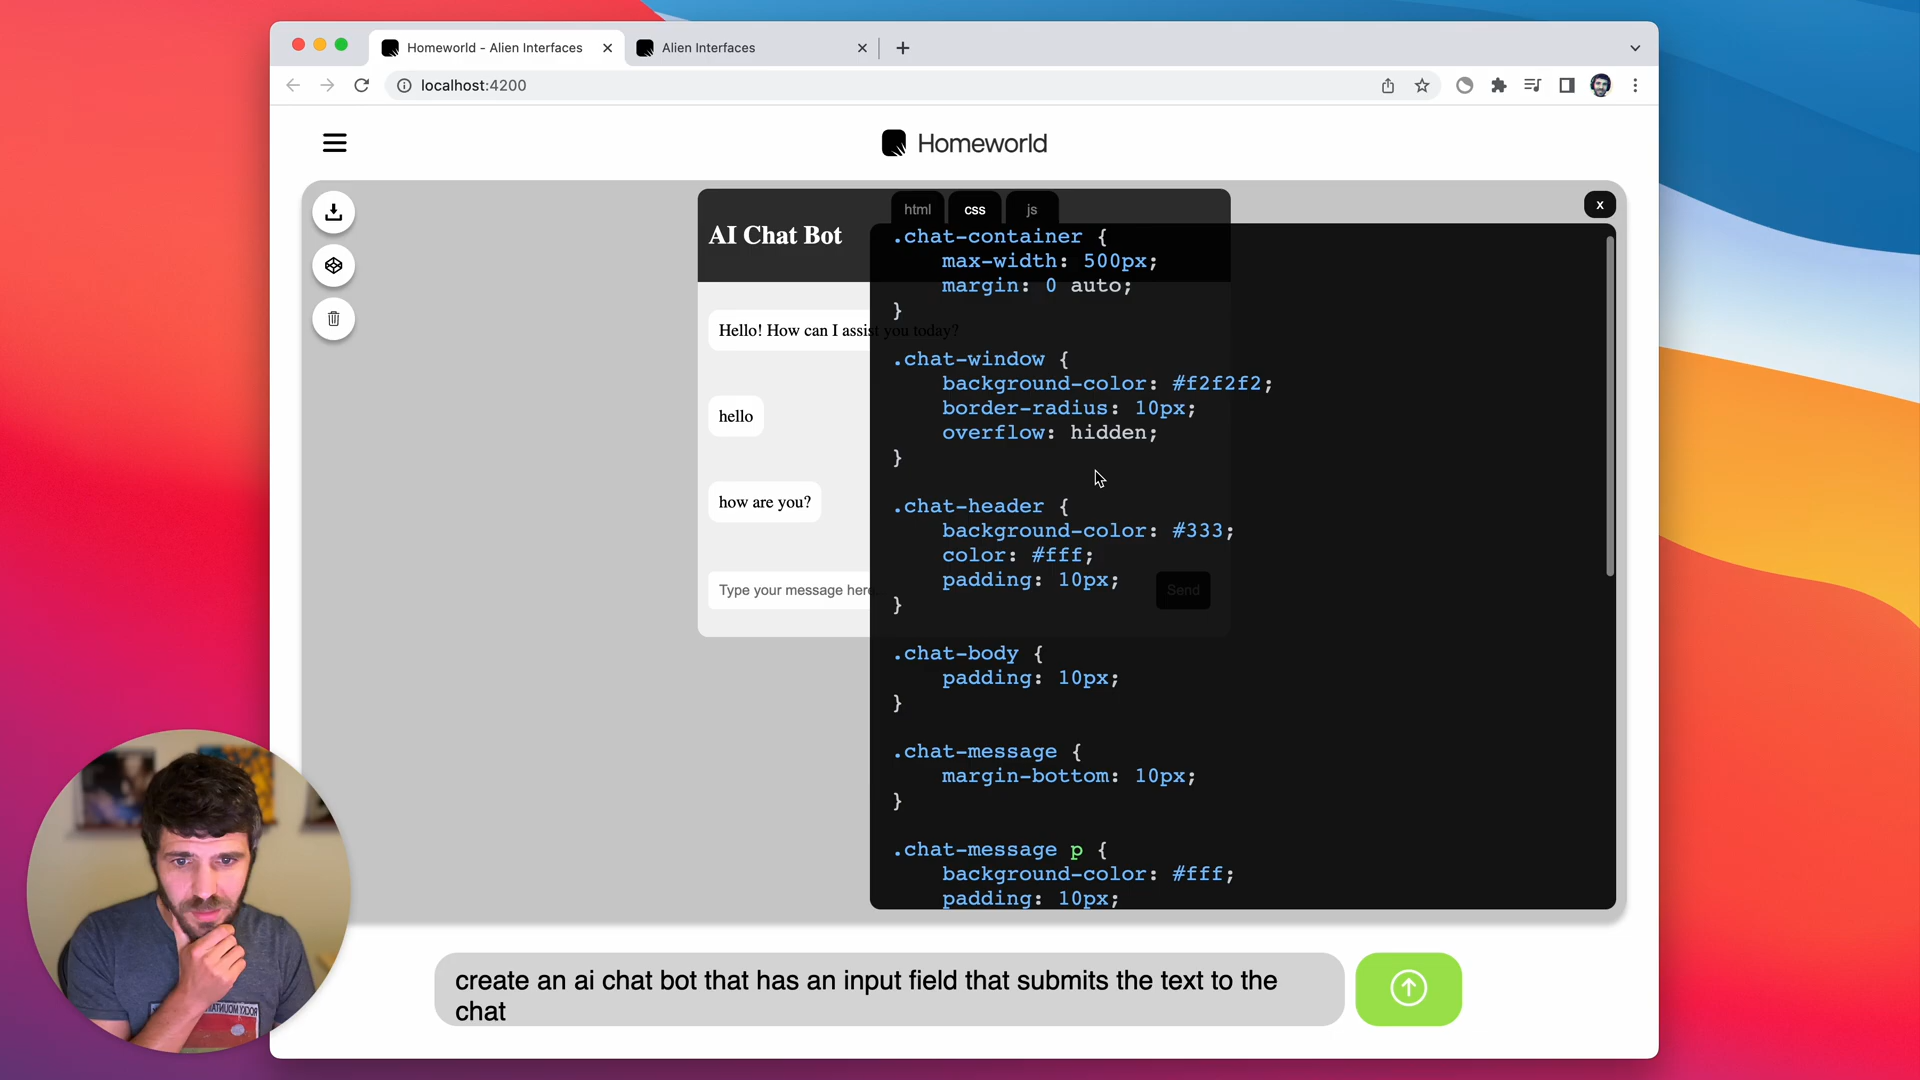 Homeworld - Alien Interfaces
Alien Interfaces
localhost:4200
Homeworld
html
css
js
x
AI Chat Bot
Hello! How can I assist you today?
hello
how are you?
Type your message here
Send
.chat-container {
max-width: 500px;
margin: 0 auto;
}
.chat-window {
background-color: #f2f2f2;
border-radius: 10px;
overflow: hidden;
}
.chat-header {
background-color: #333;
color: #fff;
padding: 10px;
}
.chat-body {
padding: 10px;
}
.chat-message {
margin-bottom: 10px;
}
.chat-message p {
background-color: #fff;
padding: 10px;
create an ai chat bot that has an input field that submits the text to the
chat